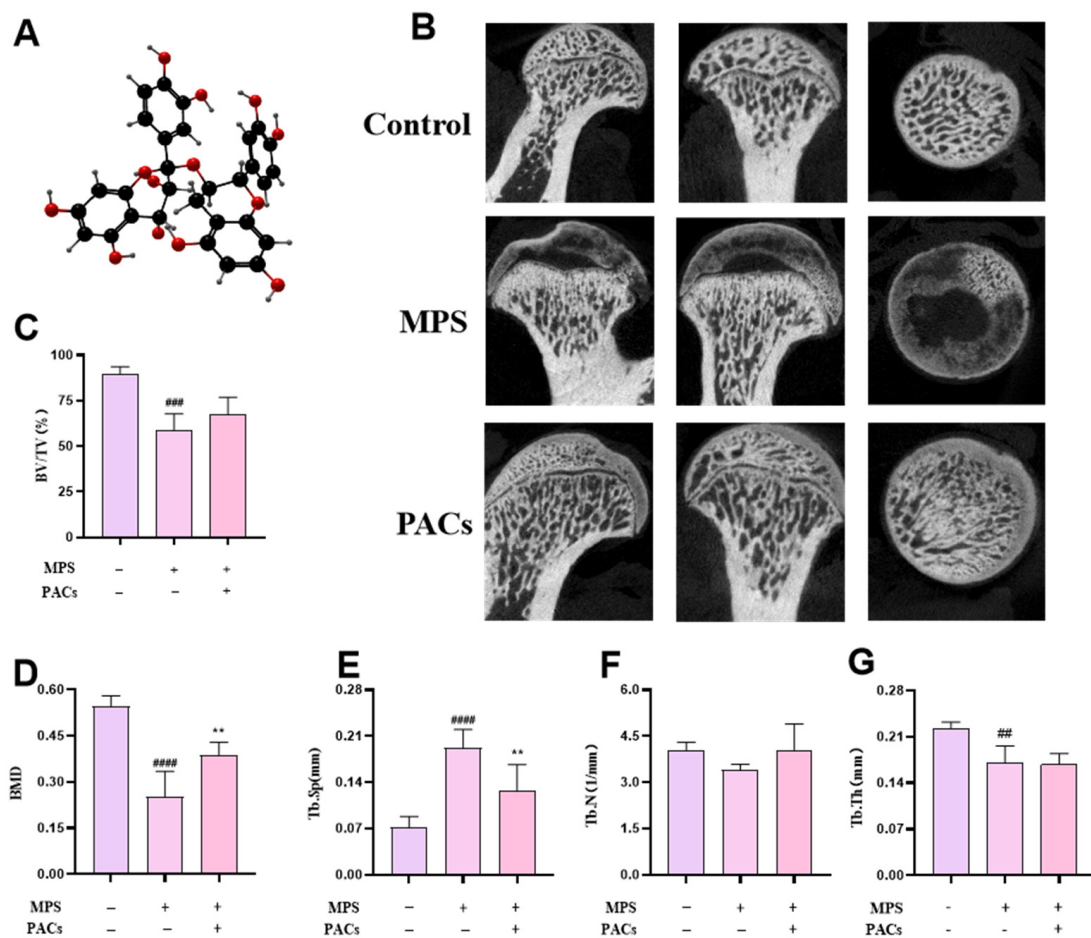 A
B
Control
MPS
PACs
C
100
75
50
25
0
BV/TV (%)
###
MPS – + +
PACs – – +
D
0.60
0.45
0.30
0.15
0.00
BMD
####
**
MPS – + +
PACs – – +
E
0.28
0.21
0.14
0.07
0.00
Tb.Sp(mm)
####
**
MPS – + +
PACs – – +
F
6.0
4.5
3.0
1.5
0.0
Tb.N (1/mm)
MPS – + +
PACs – – +
G
0.28
0.21
0.14
0.07
0.00
Tb.Th (mm)
##
MPS - + +
PACs - - +